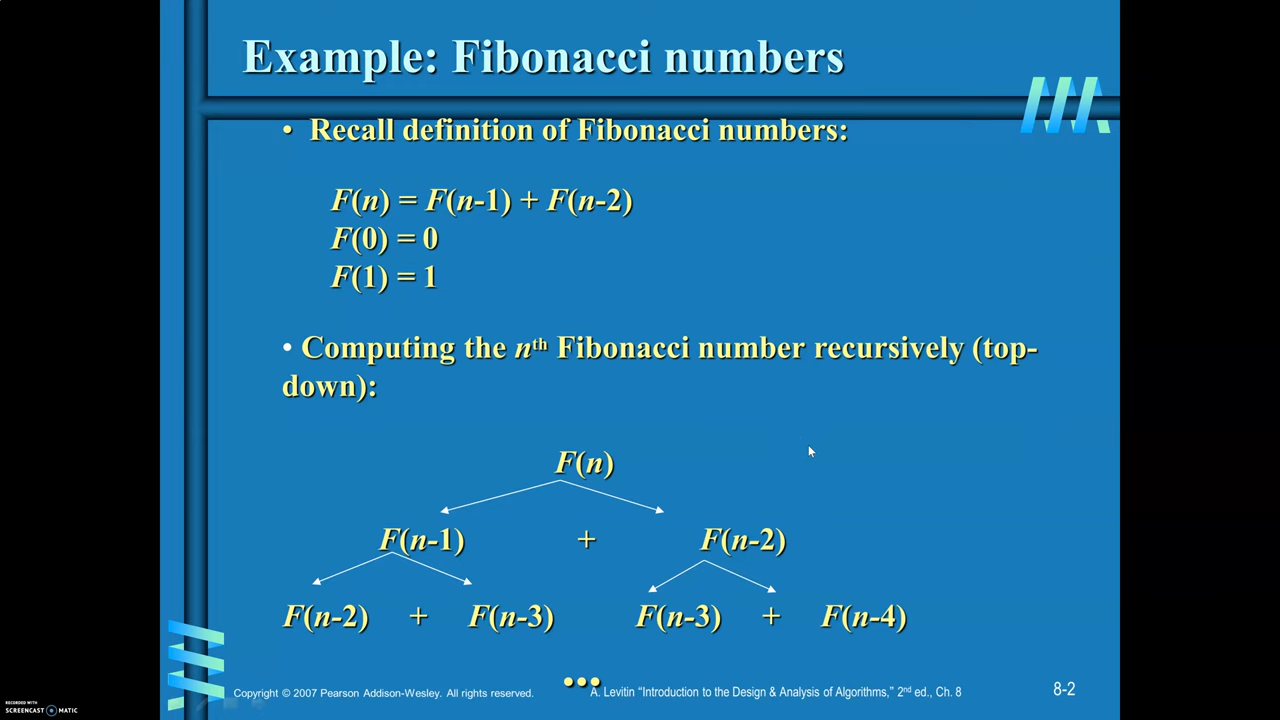 Example: Fibonacci numbers
• Recall definition of Fibonacci numbers:
F(n) = F(n-1) + F(n-2)
F(0) = 0
F(1) = 1
• Computing the nth Fibonacci number recursively (top-
down):
F(n)
F(n-1) + F(n-2)
F(n-2) + F(n-3) F(n-3) + F(n-4)
...
Copyright © 2007 Pearson Addison-Wesley. All rights reserved. A. Levitin “Introduction to the Design & Analysis of Algorithms,” 2nd ed., Ch. 8 8-2
RECORDED WITH
SCREENCAST MATIC